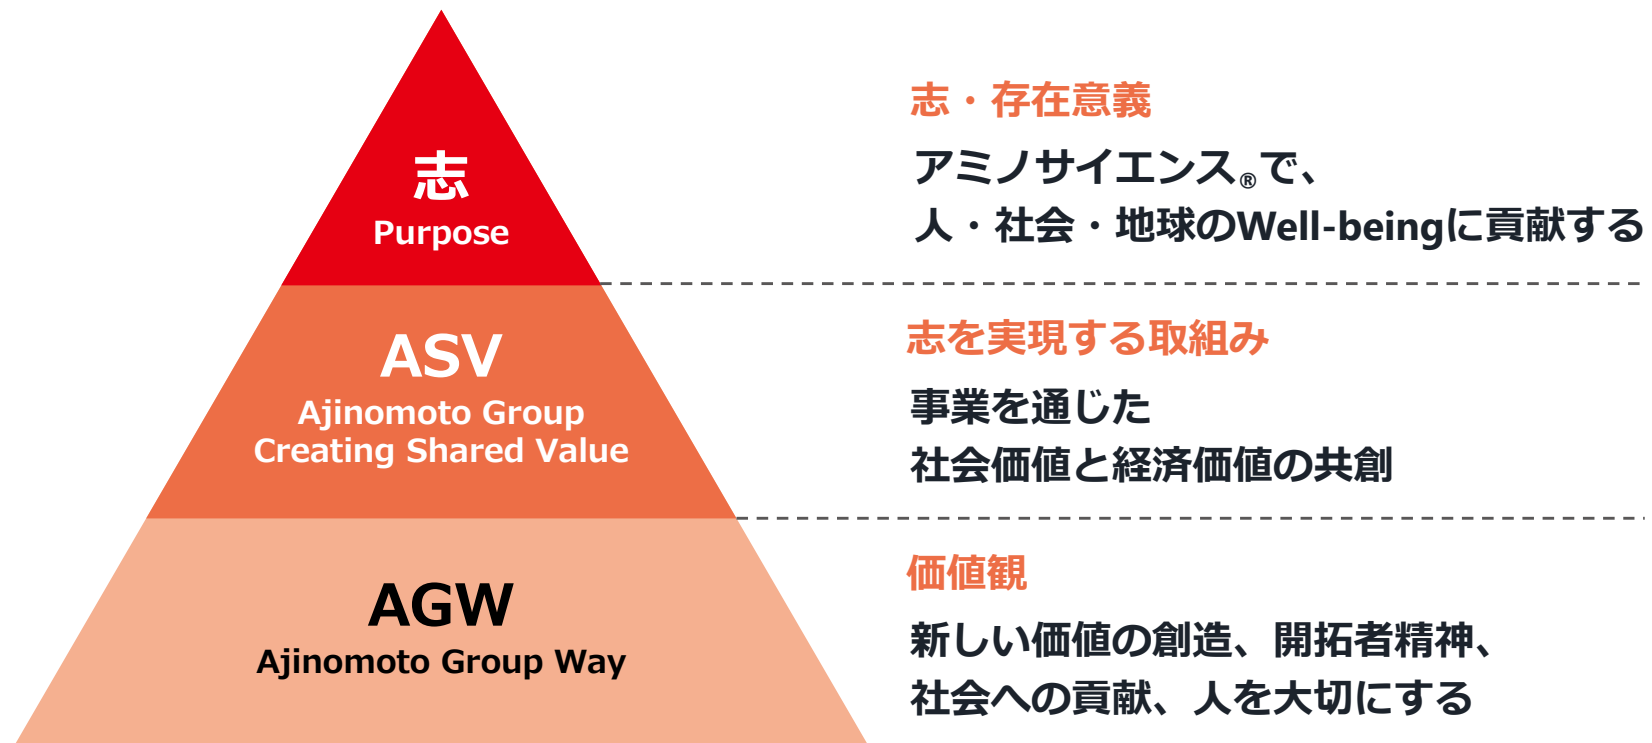 志
Purpose
志・存在意義
アミノサイエンス®で、
人・社会・地球のWell-beingに貢献する
ASV
Ajinomoto Group
Creating Shared Value
志を実現する取組み
事業を通じた
社会価値と経済価値の共創
AGW
Ajinomoto Group Way
価値観
新しい価値の創造、開拓者精神、
社会への貢献、人を大切にする